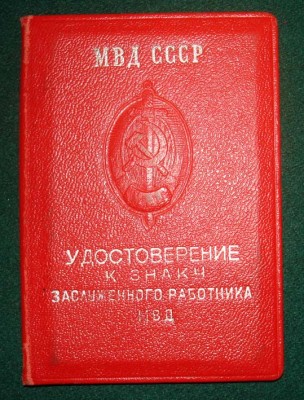 МВД СССР
УДОСТОВЕРЕНИЕ
К ЗНАКУ
ЗАСЛУЖЕННОГО РАБОТНИКА
МВД